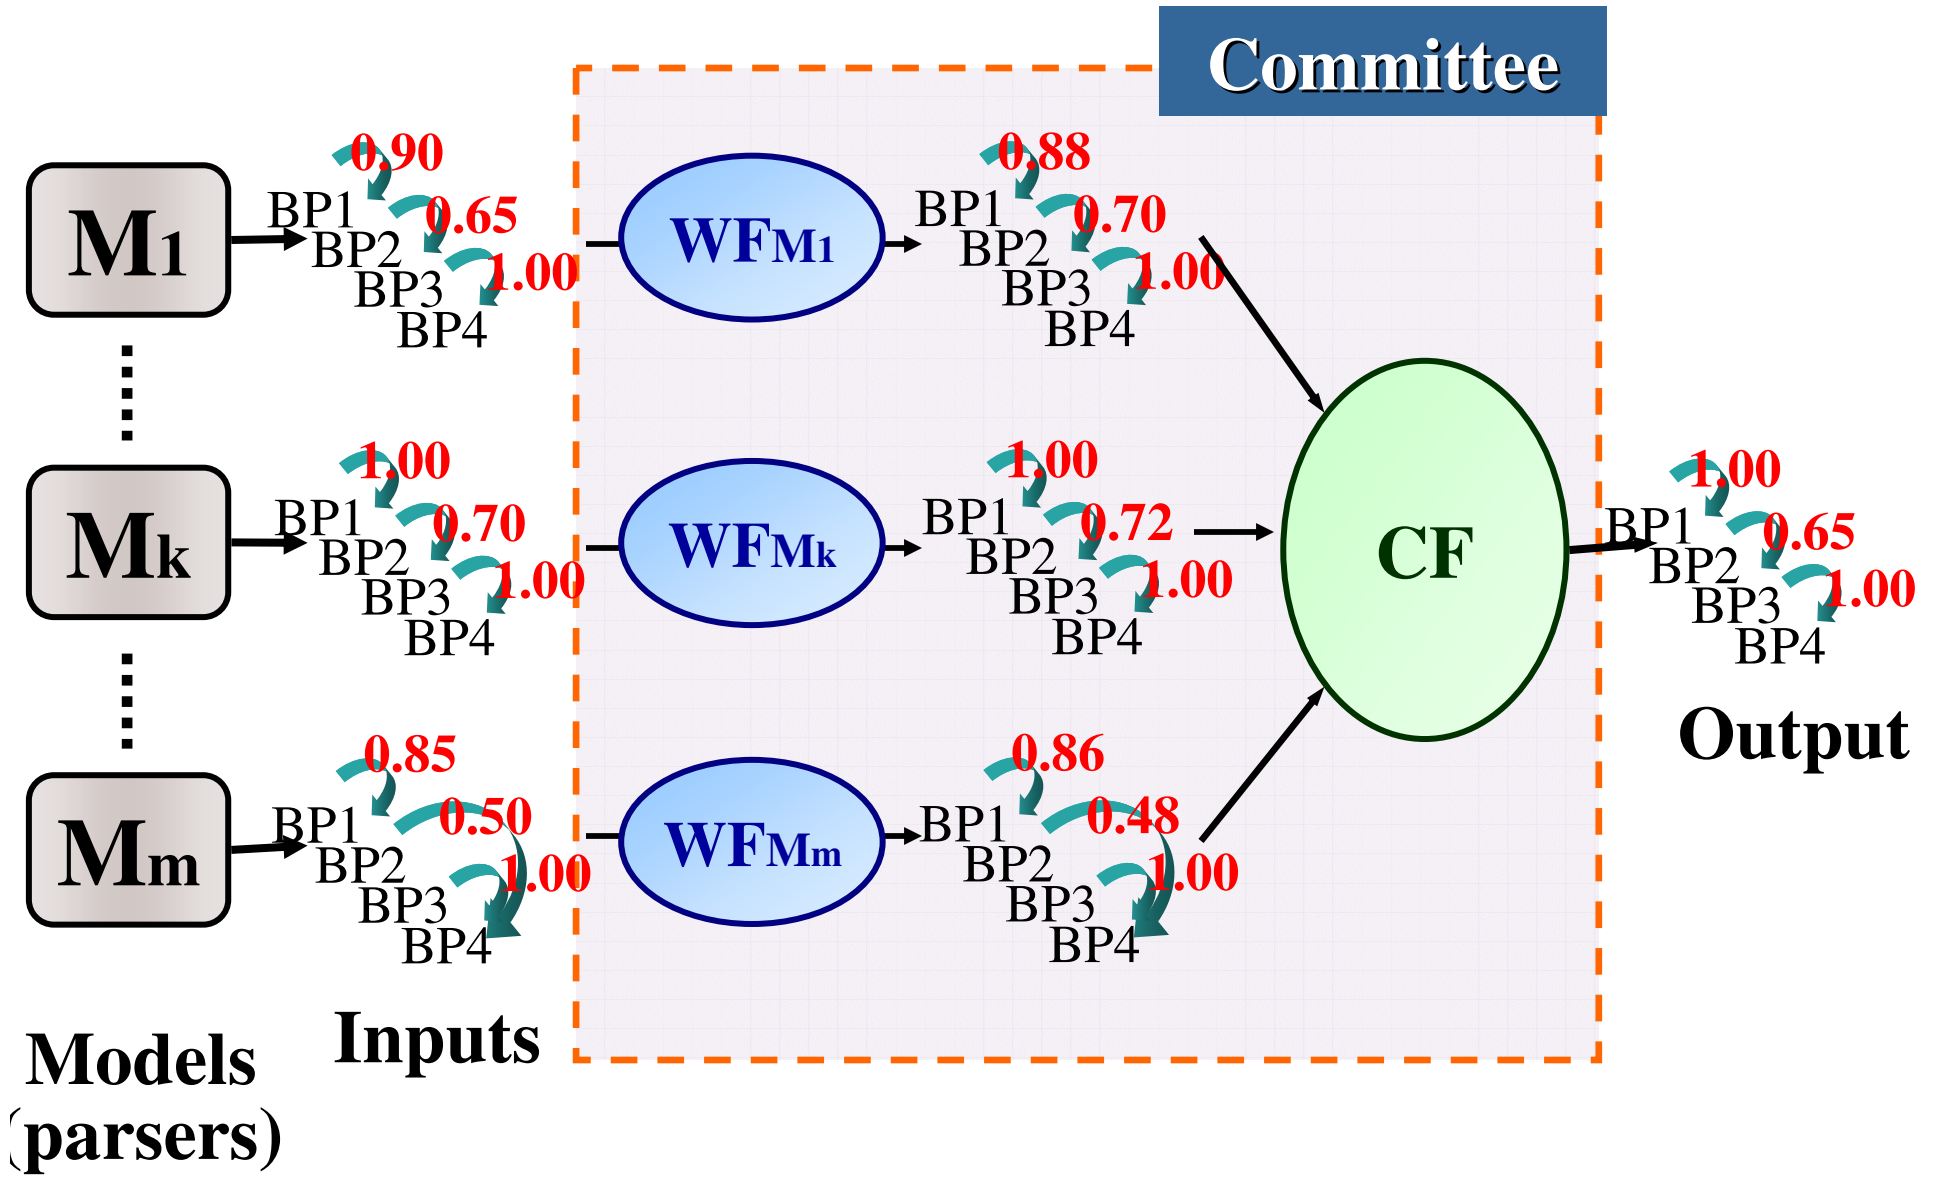 Committee
M1
0.90
BP1
0.65
BP2
1.00
BP3
BP4
WFM1
0.88
BP1
0.70
BP2
1.00
BP3
BP4
Mk
1.00
BP1
0.70
BP2
1.00
BP3
BP4
WFMk
1.00
BP1
0.72
BP2
1.00
BP3
BP4
CF
1.00
BP1
0.65
BP2
1.00
BP3
BP4
Output
Mm
0.85
BP1
0.50
BP2
1.00
BP3
BP4
WFMm
0.86
BP1
0.48
BP2
1.00
BP3
BP4
Models
(parsers)
Inputs